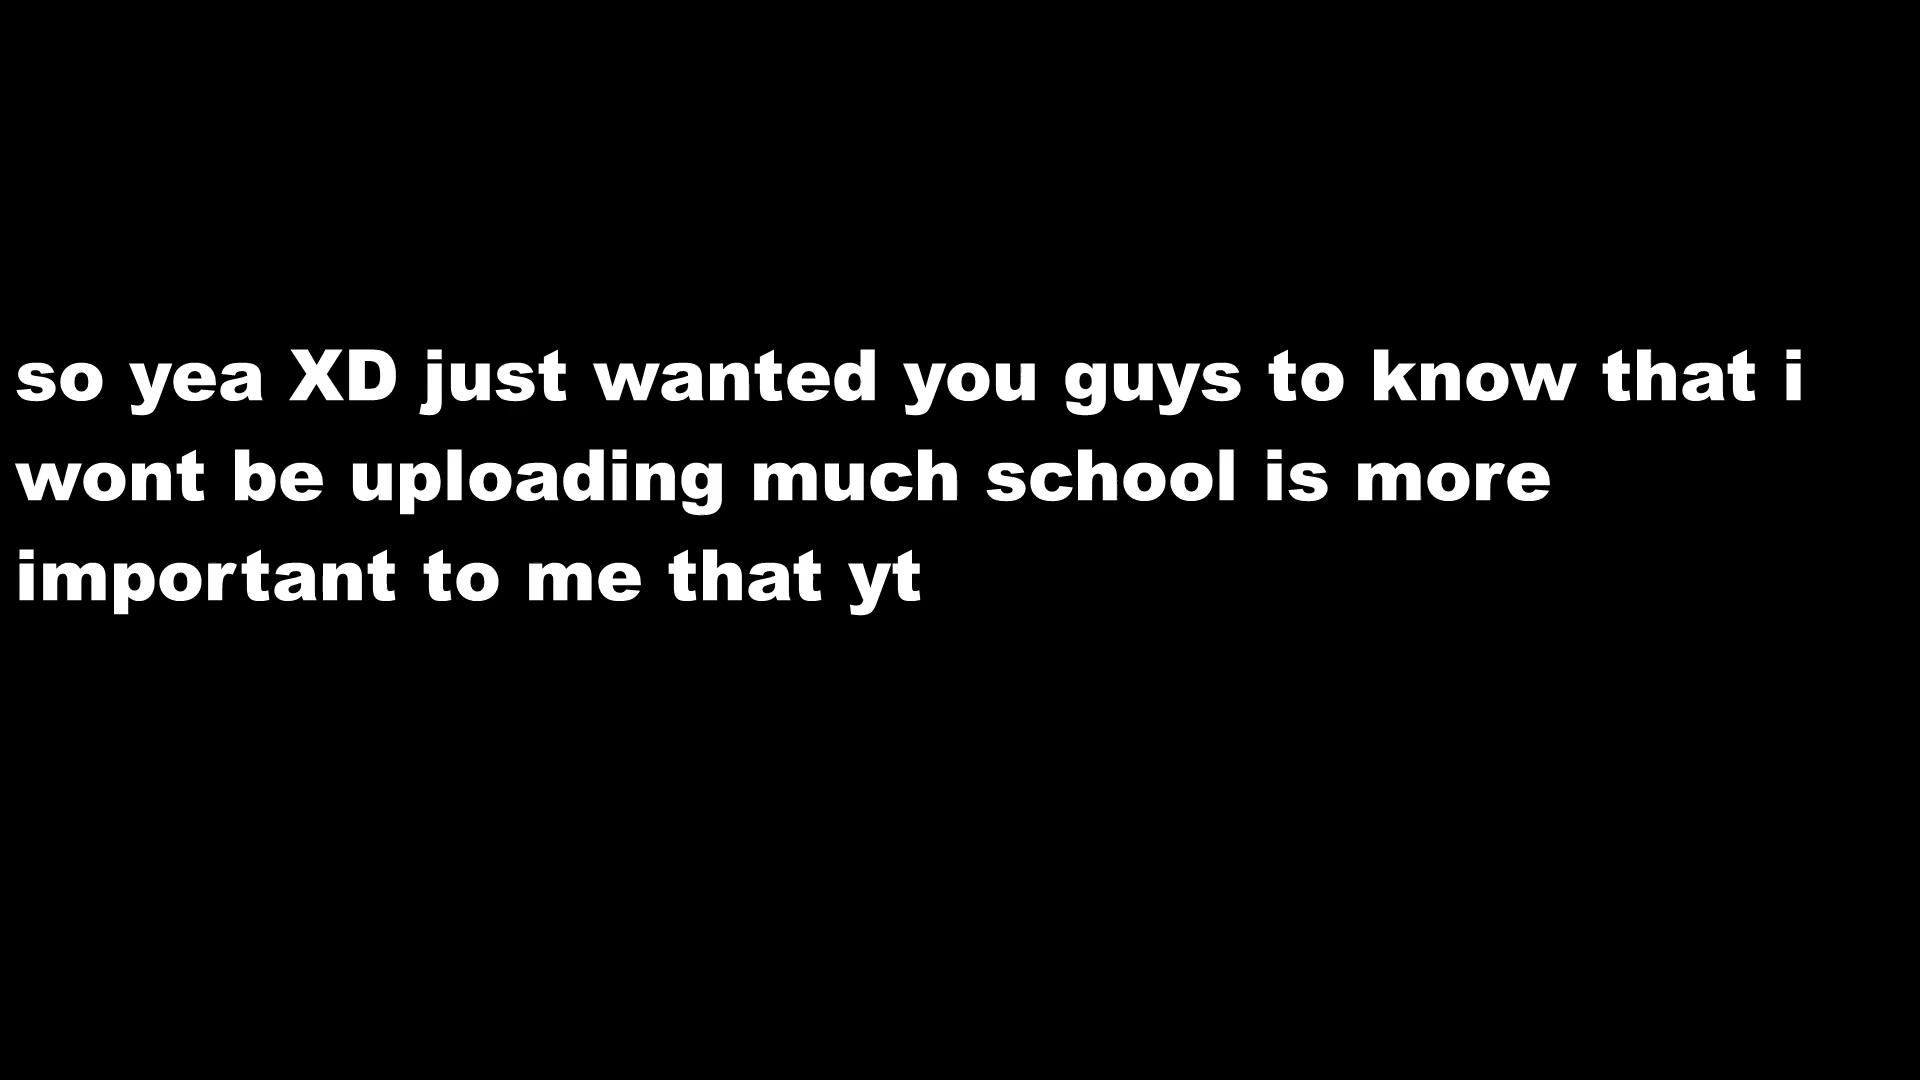 so yea XD just wanted you guys to know that i
wont be uploading much school is more
important to me that yt